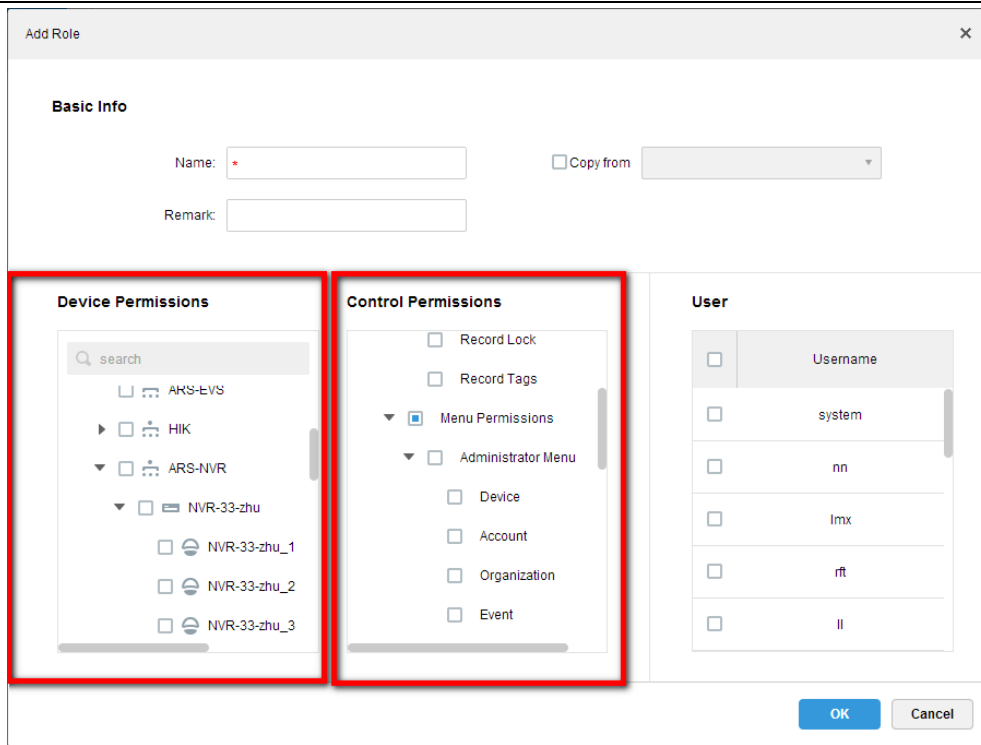 Add Role
Basic Info
Name: *
Copy from
Remark:
Device Permissions
search
ARS-EVS
HIK
ARS-NVR
NVR-33-zhu
NVR-33-zhu_1
NVR-33-zhu_2
NVR-33-zhu_3
Control Permissions
Record Lock
Record Tags
Menu Permissions
Administrator Menu
Device
Account
Organization
Event
User
Username
system
nn
lmx
rft
ll
OK
Cancel